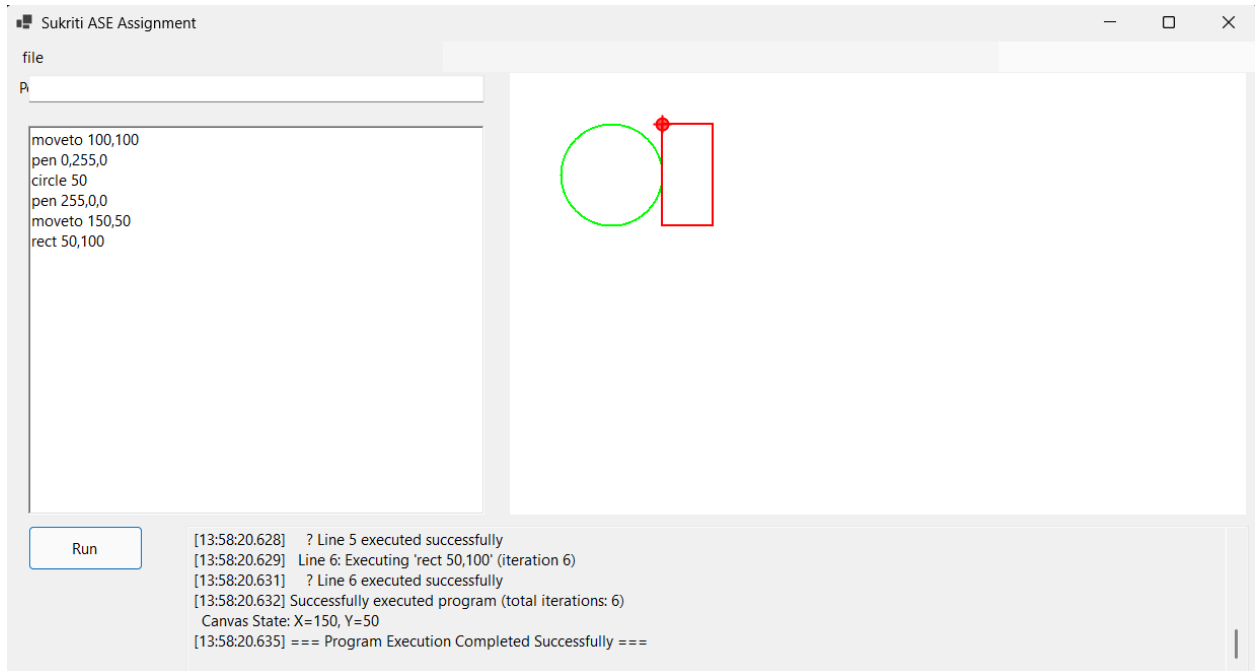 Sukriti ASE Assignment
file
moveto 100,100
pen 0,255,0
circle 50
pen 255,0,0
moveto 150,50
rect 50,100
Run
[13:58:20.628] ? Line 5 executed successfully
[13:58:20.629] Line 6: Executing 'rect 50,100' (iteration 6)
[13:58:20.631] ? Line 6 executed successfully
[13:58:20.632] Successfully executed program (total iterations: 6)
Canvas State: X=150, Y=50
[13:58:20.635] === Program Execution Completed Successfully ===